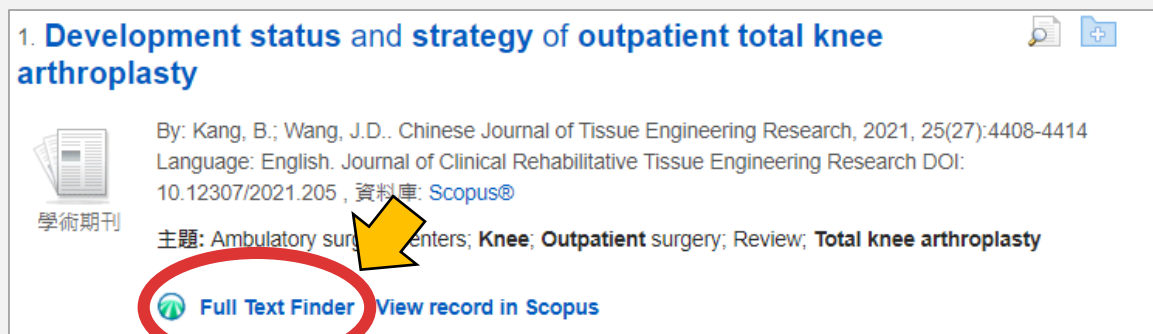 1. Development status and strategy of outpatient total knee
arthroplasty
By: Kang, B.; Wang, J.D.. Chinese Journal of Tissue Engineering Research, 2021, 25(27):4408-4414
Language: English. Journal of Clinical Rehabilitative Tissue Engineering Research DOI:
10.12307/2021.205 , 資料庫: Scopus®
學術期刊
主題: Ambulatory Knee; Outpatient surgery; Review; Total knee arthroplasty
Full Text Finder View record in Scopus